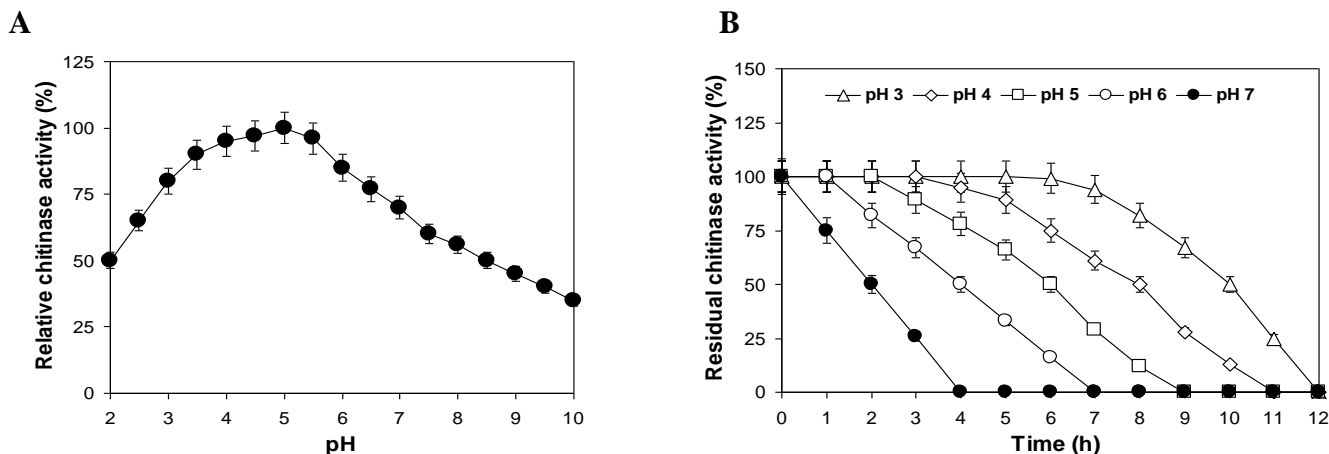 A
Relative chitinase activity (%)
125
100
75
50
25
0
2 3 4 5 6 7 8 9 10
pH
B
Residual chitinase activity (%)
150
100
75
50
25
0
pH 3 pH 4 pH 5 pH 6 pH 7
0 1 2 3 4 5 6 7 8 9 10 11 12
Time (h)